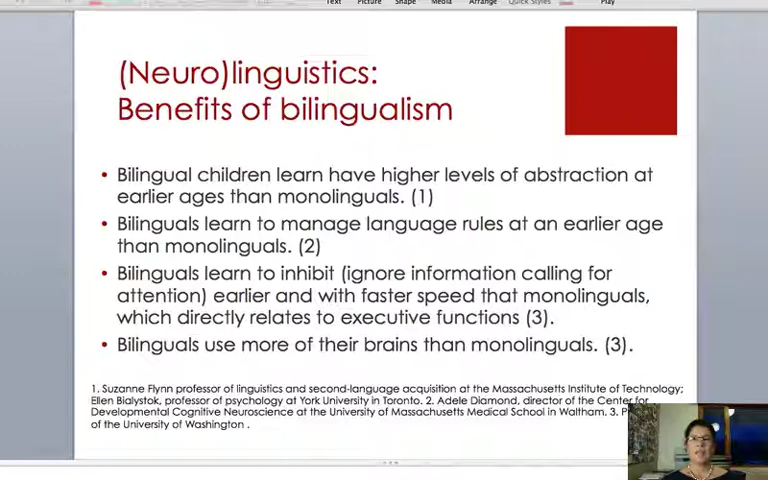 Text Picture Shape Media Arrange Quick Styles Play
(Neuro)linguistics:
Benefits of bilingualism
• Bilingual children learn have higher levels of abstraction at
earlier ages than monolinguals. (1)
• Bilinguals learn to manage language rules at an earlier age
than monolinguals. (2)
• Bilinguals learn to inhibit (ignore information calling for
attention) earlier and with faster speed that monolinguals,
which directly relates to executive functions (3).
• Bilinguals use more of their brains than monolinguals. (3).
1. Suzanne Flynn professor of linguistics and second-language acquisition at the Massachusetts Institute of Technology;
Ellen Bialystok, professor of psychology at York University in Toronto. 2. Adele Diamond, director of the Center for
Developmental Cognitive Neuroscience at the University of Massachusetts Medical School in Waltham. 3.
of the University of Washington .